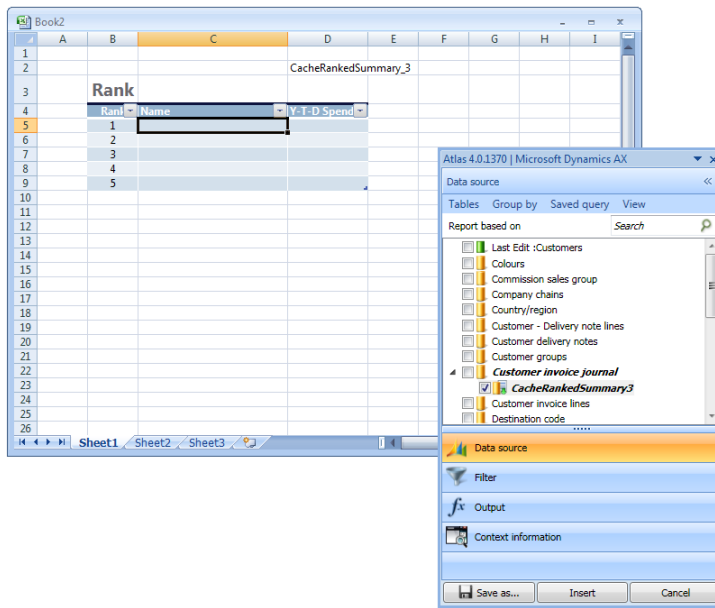 Book2
A B C D E F G H I
1
2 CacheRankedSummary_3
3 Rank
4 Rank Name Y-T-D Spend
5 1
6 2
7 3
8 4
9 5
10
11
12
13
14
15
16
17
18
19
20
21
22
23
24
25
26
Sheet1 Sheet2 Sheet3
Atlas 4.0.1370 | Microsoft Dynamics AX
Data source
Tables Group by Saved query View
Report based on Search
Last Edit :Customers
Colours
Commission sales group
Company chains
Country/region
Customer - Delivery note lines
Customer delivery notes
Customer groups
Customer invoice journal
CacheRankedSummary3
Customer invoice lines
Destination code
Data source
Filter
fx Output
Context information
Save as... Insert Cancel